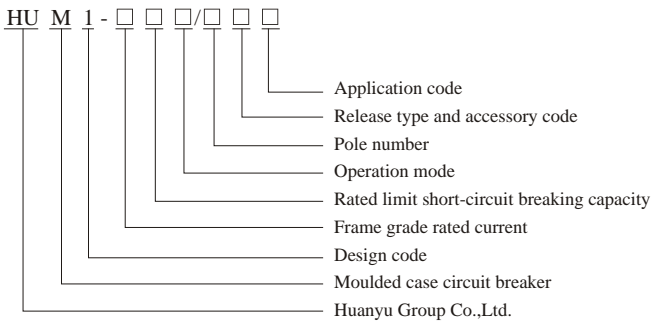 HU M 1 - □ □ □/□ □ □
Application code
Release type and accessory code
Pole number
Operation mode
Rated limit short-circuit breaking capacity
Frame grade rated current
Design code
Moulded case circuit breaker
Huanyu Group Co.,Ltd.